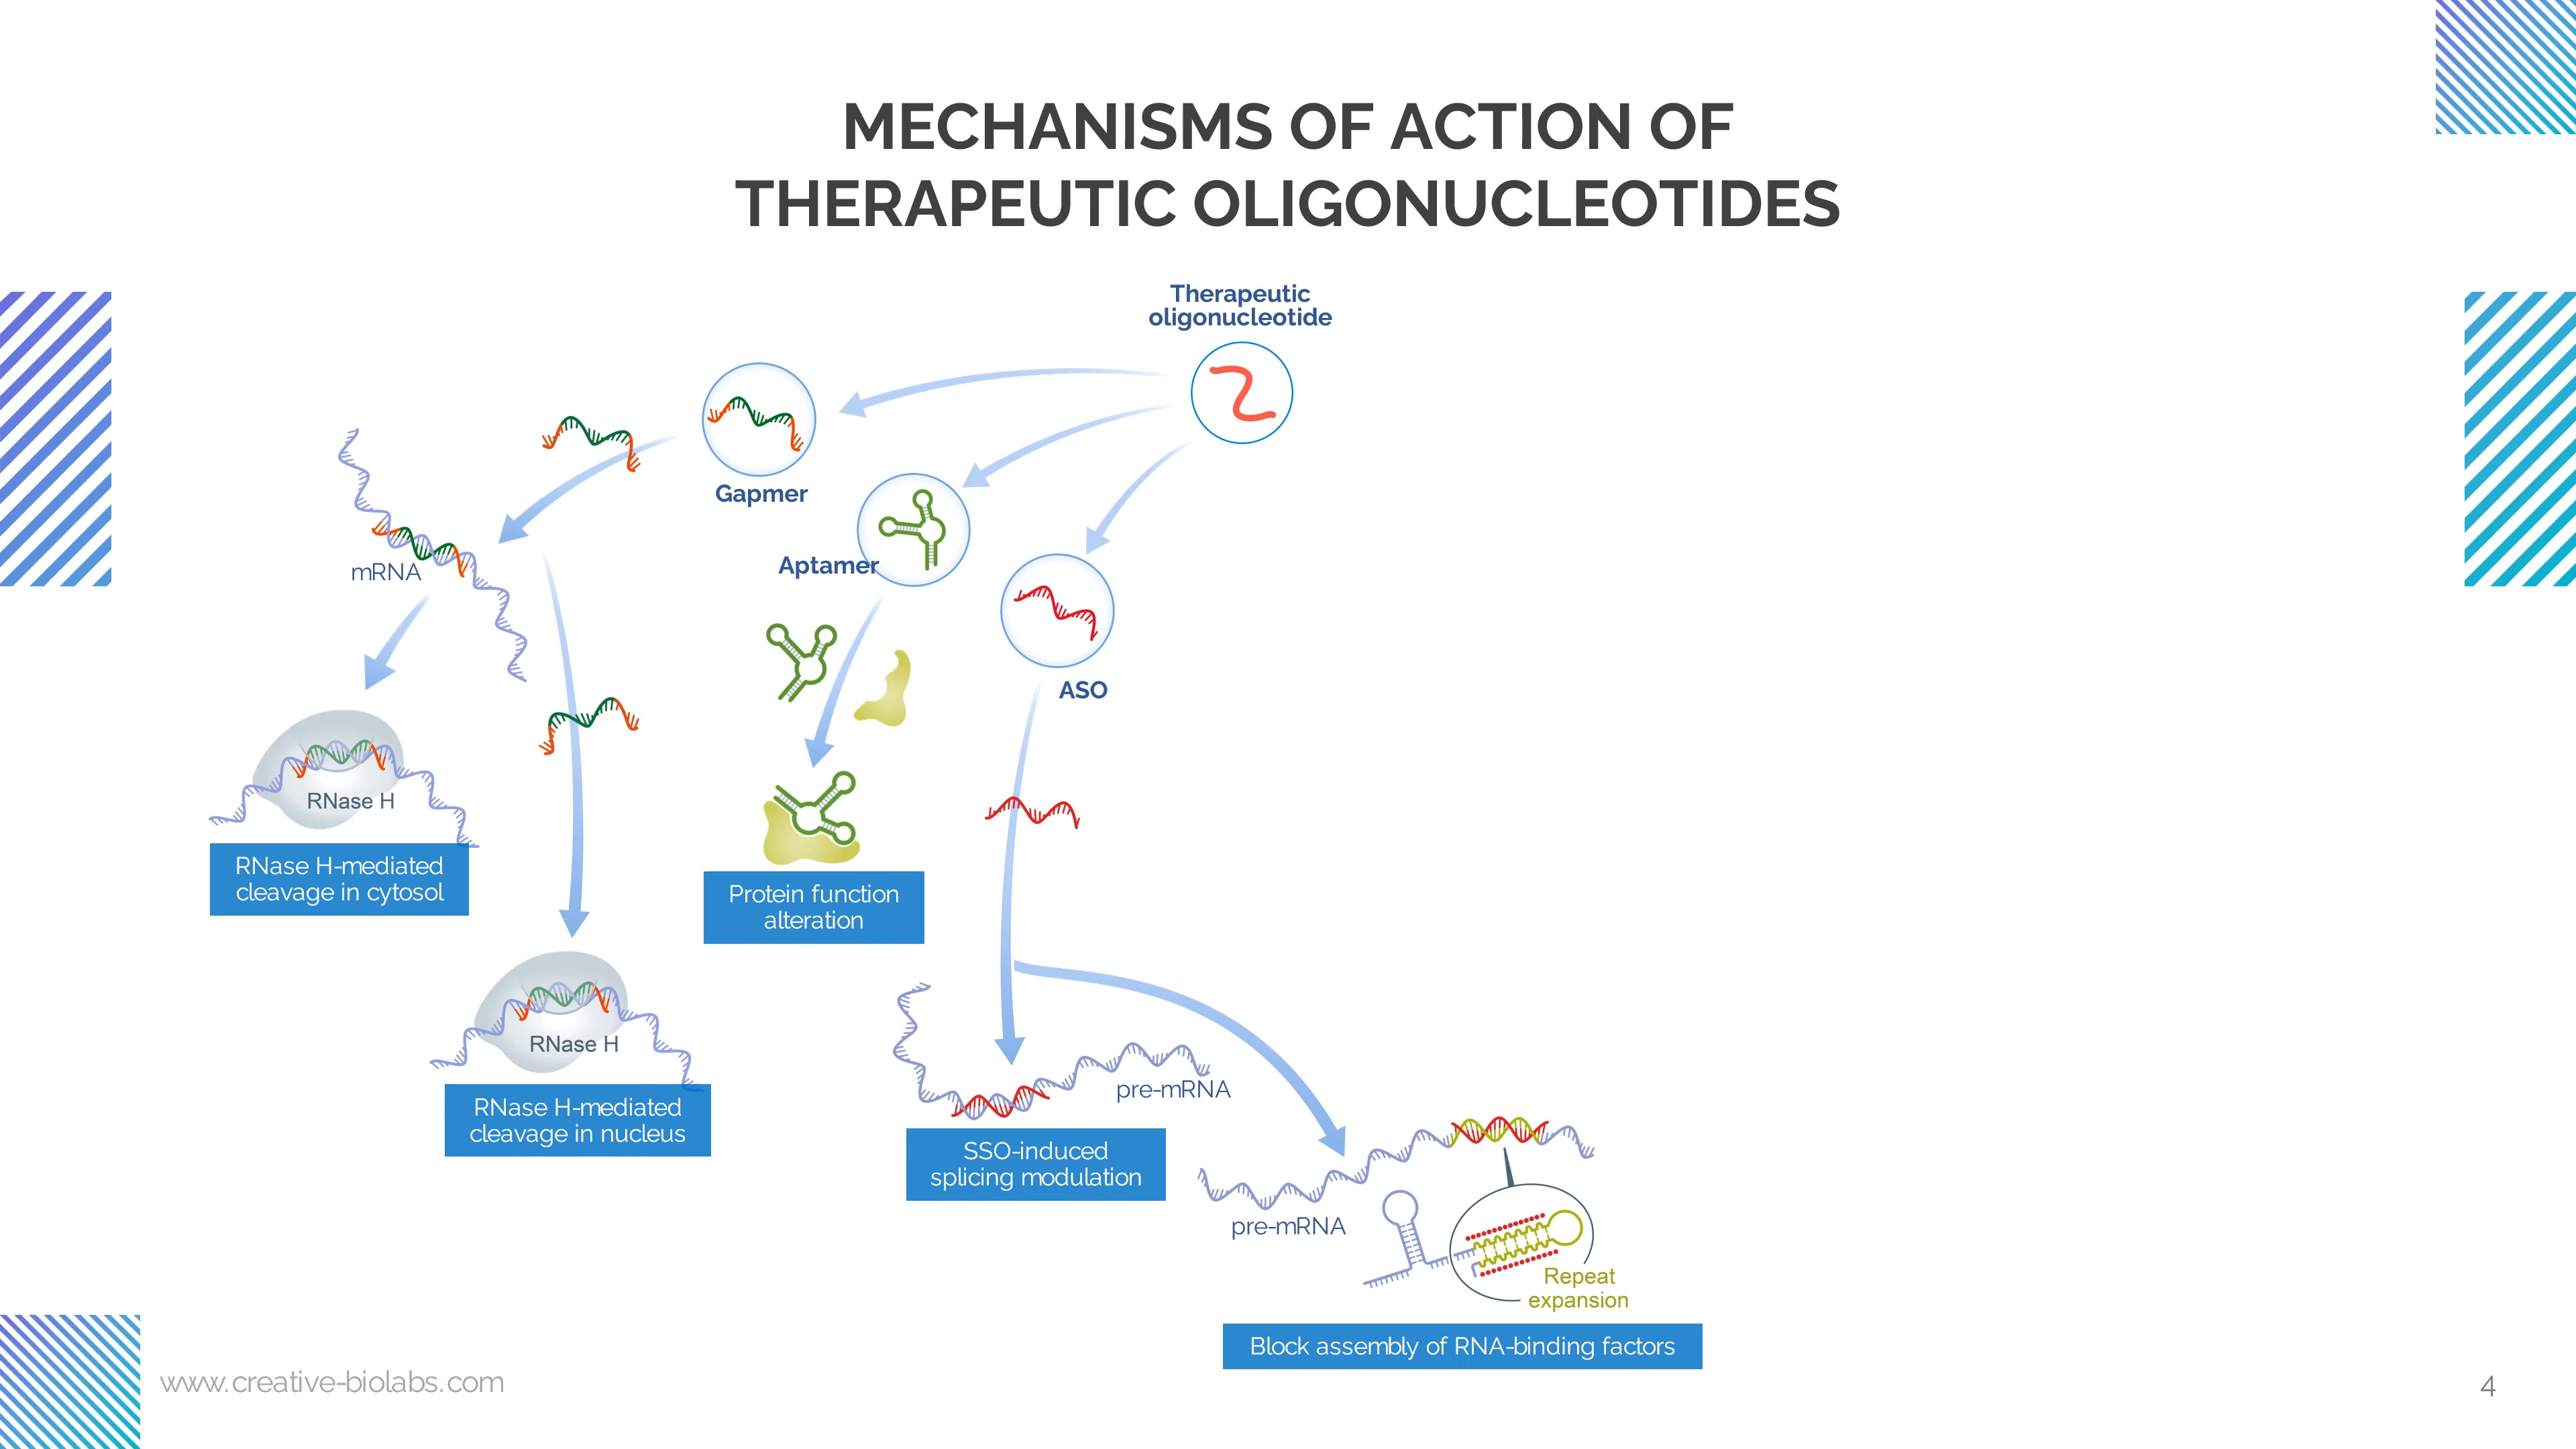 MECHANISMS OF ACTION OF
THERAPEUTIC OLIGONUCLEOTIDES
Therapeutic
oligonucleotide
Gapmer
Aptamer
mRNA
ASO
RNase H
RNase H-mediated
cleavage in cytosol
Protein function
alteration
RNase H
RNase H-mediated
cleavage in nucleus
pre-mRNA
SSO-induced
splicing modulation
pre-mRNA
Repeat
expansion
Block assembly of RNA-binding factors
www.creative-biolabs.com
4